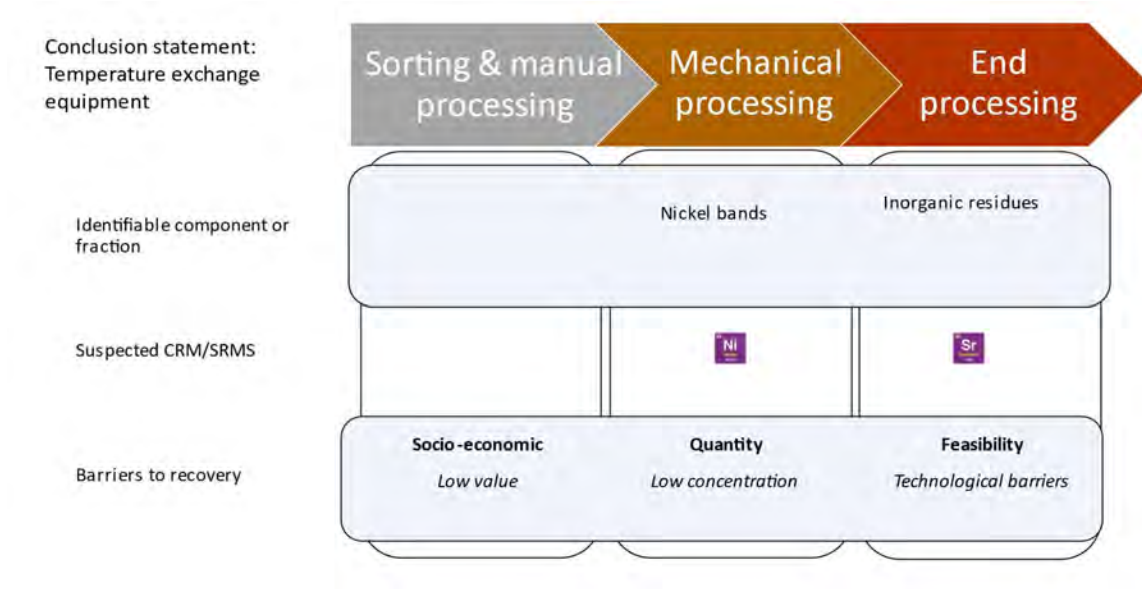 Conclusion statement:
Temperature exchange
equipment
Sorting & manual
processing
Mechanical
processing
End
processing
Identifiable component or
fraction
Nickel bands
Inorganic residues
Suspected CRM/SRMS
Ni
Sr
Barriers to recovery
Socio-economic
Low value
Quantity
Low concentration
Feasibility
Technological barriers